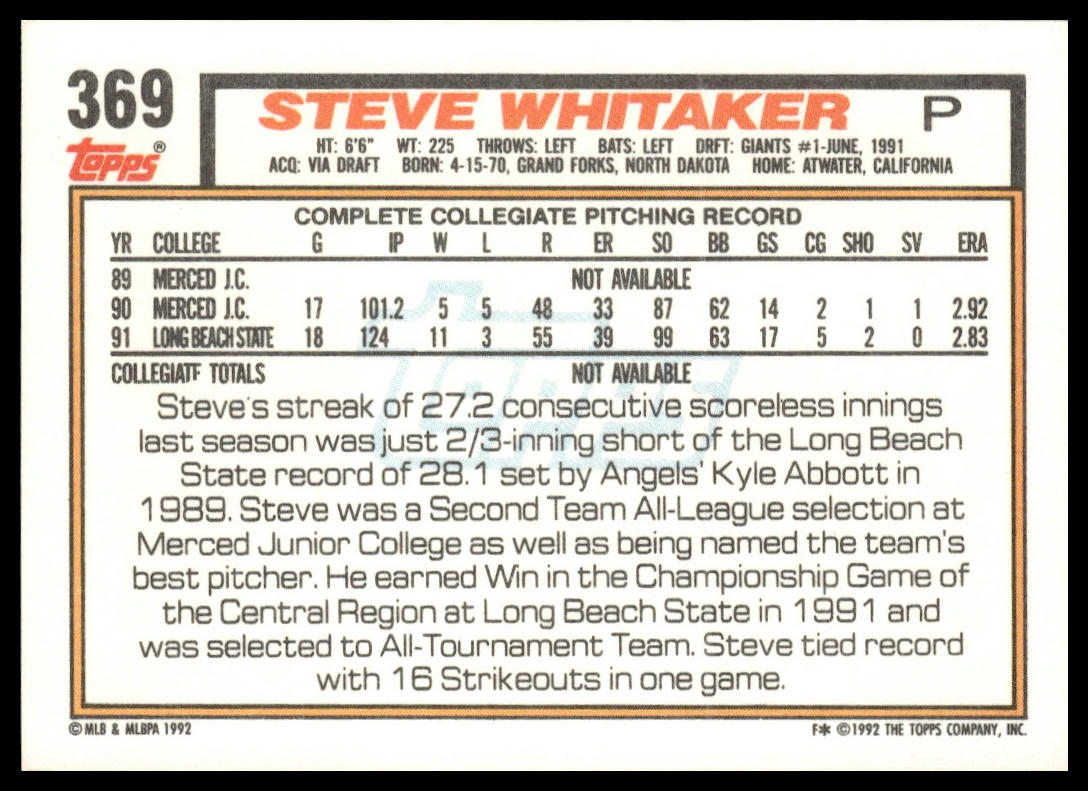 369
STEVE WHITAKER P
Topps®
HT: 6'6" WT: 225 THROWS: LEFT BATS: LEFT DRFT: GIANTS #1-JUNE, 1991
ACQ: VIA DRAFT BORN: 4-15-70, GRAND FORKS, NORTH DAKOTA HOME: ATWATER, CALIFORNIA
COMPLETE COLLEGIATE PITCHING RECORD
YR COLLEGE G IP W L R ER SO BB GS CG SHO SV ERA
89 MERCED J.C. NOT AVAILABLE
90 MERCED J.C. 17 101.2 5 5 48 33 87 62 14 2 1 1 2.92
91 LONG BEACH STATE 18 124 11 3 55 39 99 63 17 5 2 0 2.83
COLLEGIATE TOTALS NOT AVAILABLE
Topps
Steve's streak of 27.2 consecutive scoreless innings
last season was just 2/3-inning short of the Long Beach
State record of 28.1 set by Angels' Kyle Abbott in
1989. Steve was a Second Team All-League selection at
Merced Junior College as well as being named the team's
best pitcher. He earned Win in the Championship Game of
the Central Region at Long Beach State in 1991 and
was selected to All-Tournament Team. Steve tied record
with 16 Strikeouts in one game.
© MLB & MLBPA 1992 F* © 1992 THE TOPPS COMPANY, INC.